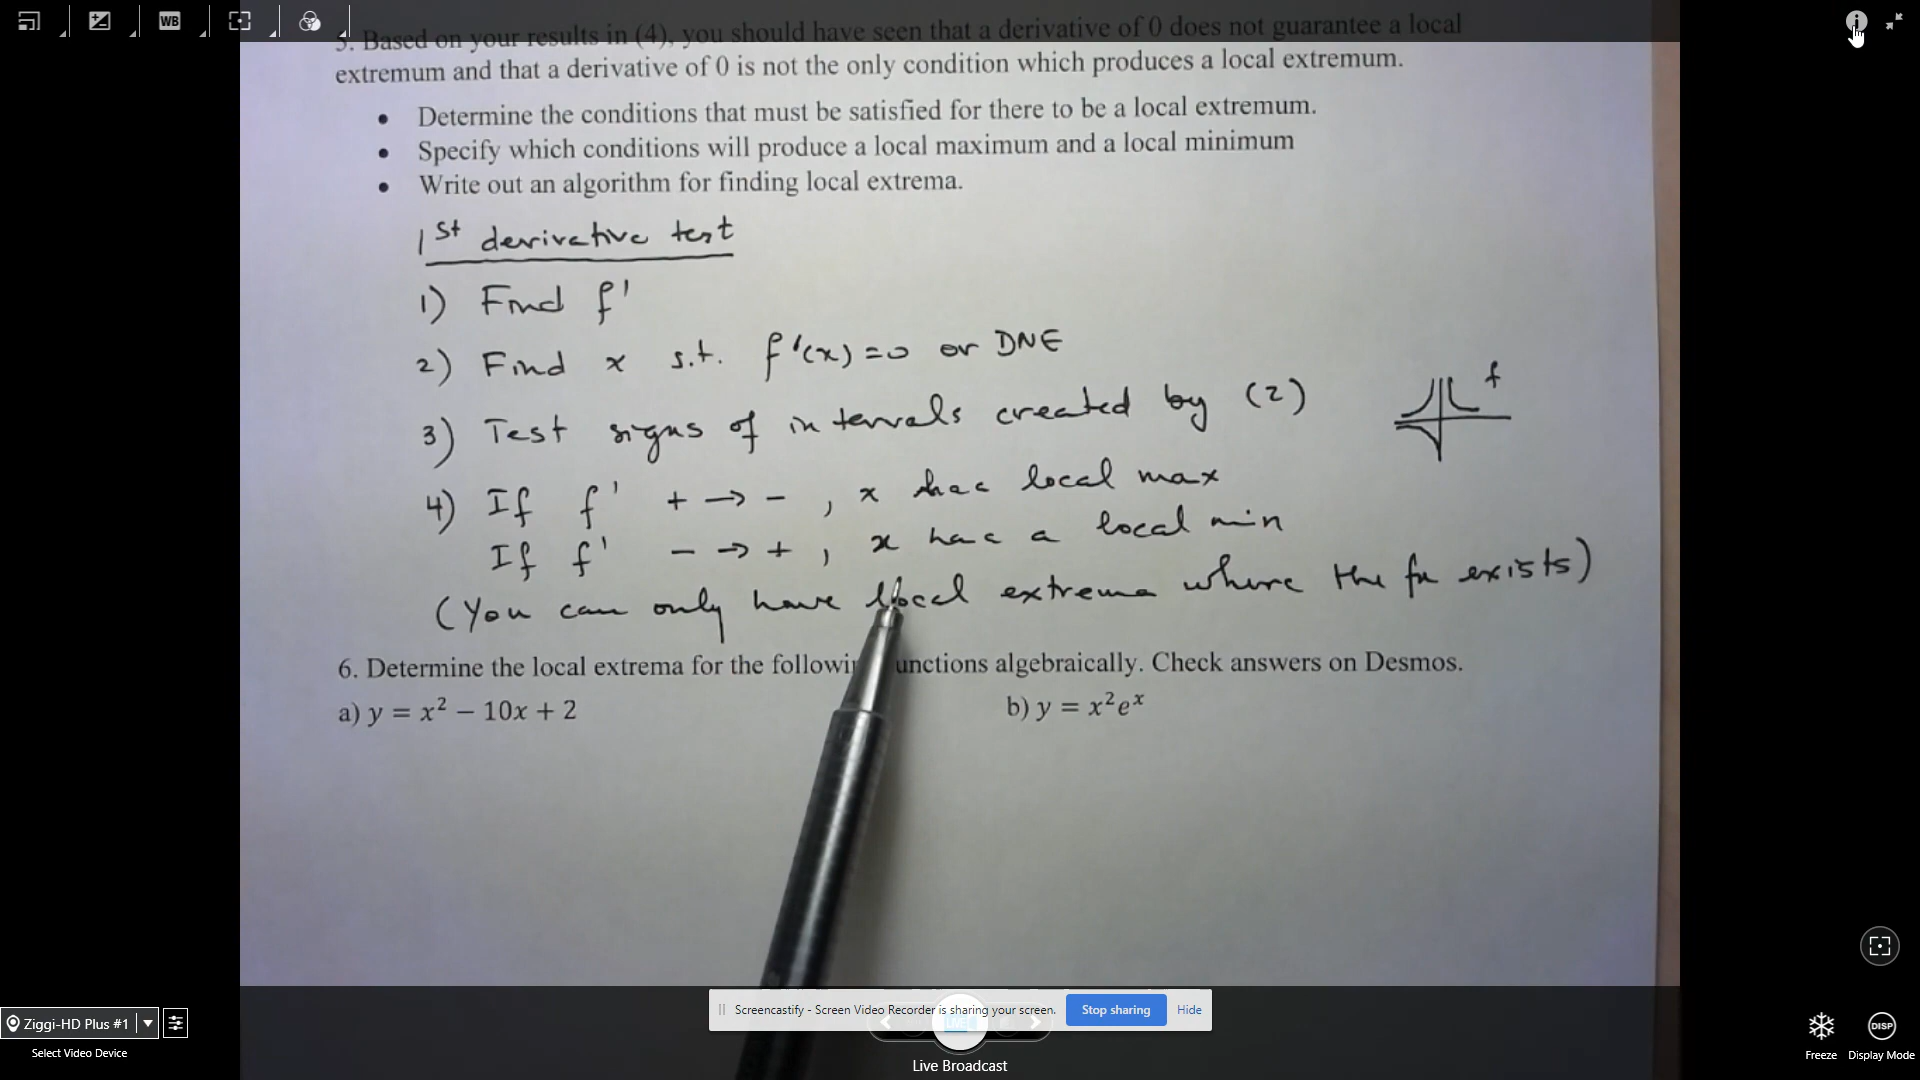 WB
5. Based on your results in (4), you should have seen that a derivative of 0 does not guarantee a local
extremum and that a derivative of 0 is not the only condition which produces a local extremum.
• Determine the conditions that must be satisfied for there to be a local extremum.
• Specify which conditions will produce a local maximum and a local minimum
• Write out an algorithm for finding local extrema.
1st derivative test
1) Find f'
2) Find x s.t. f'(x)=0 or DNE
3) Test signs of intervals created by (2)
f
4) If f' + → - , x has local max
If f' - → + , x has a local min
(You can only have local extrema where the fn exists)
6. Determine the local extrema for the followi unctions algebraically. Check answers on Desmos.
a) y = x² − 10x + 2 b) y = x²eˣ
Screencastify - Screen Video Recorder is sharing your screen. Stop sharing Hide
Ziggi-HD Plus #1
Select Video Device
Live Broadcast
DISP
Freeze Display Mode